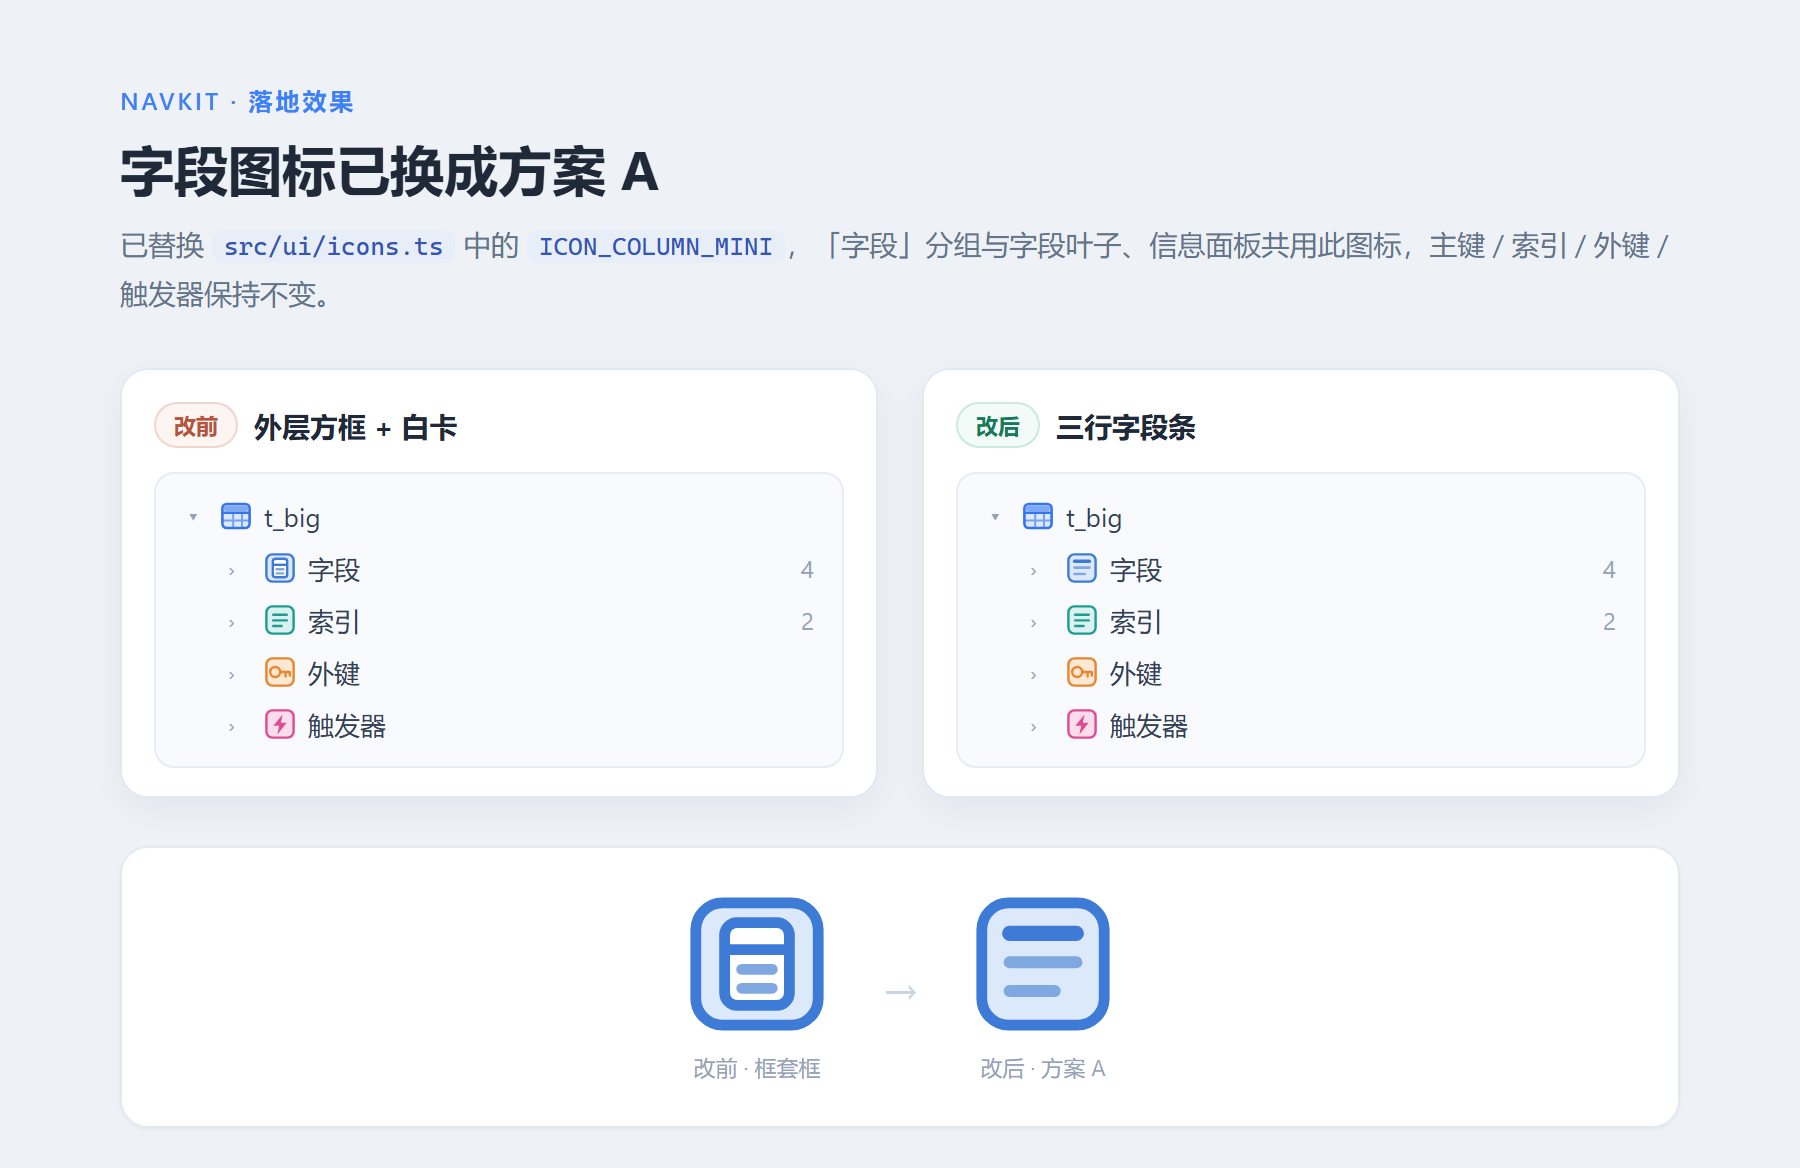 NAVKIT · 落地效果
字段图标已换成方案 A
已替换 src/ui/icons.ts 中的 ICON_COLUMN_MINI，「字段」分组与字段叶子、信息面板共用此图标，主键 / 索引 / 外键 /
触发器保持不变。
改前 外层方框 + 白卡
t_big
字段 4
索引 2
外键
触发器
改后 三行字段条
t_big
字段 4
索引 2
外键
触发器
→
改前 · 框套框
改后 · 方案 A